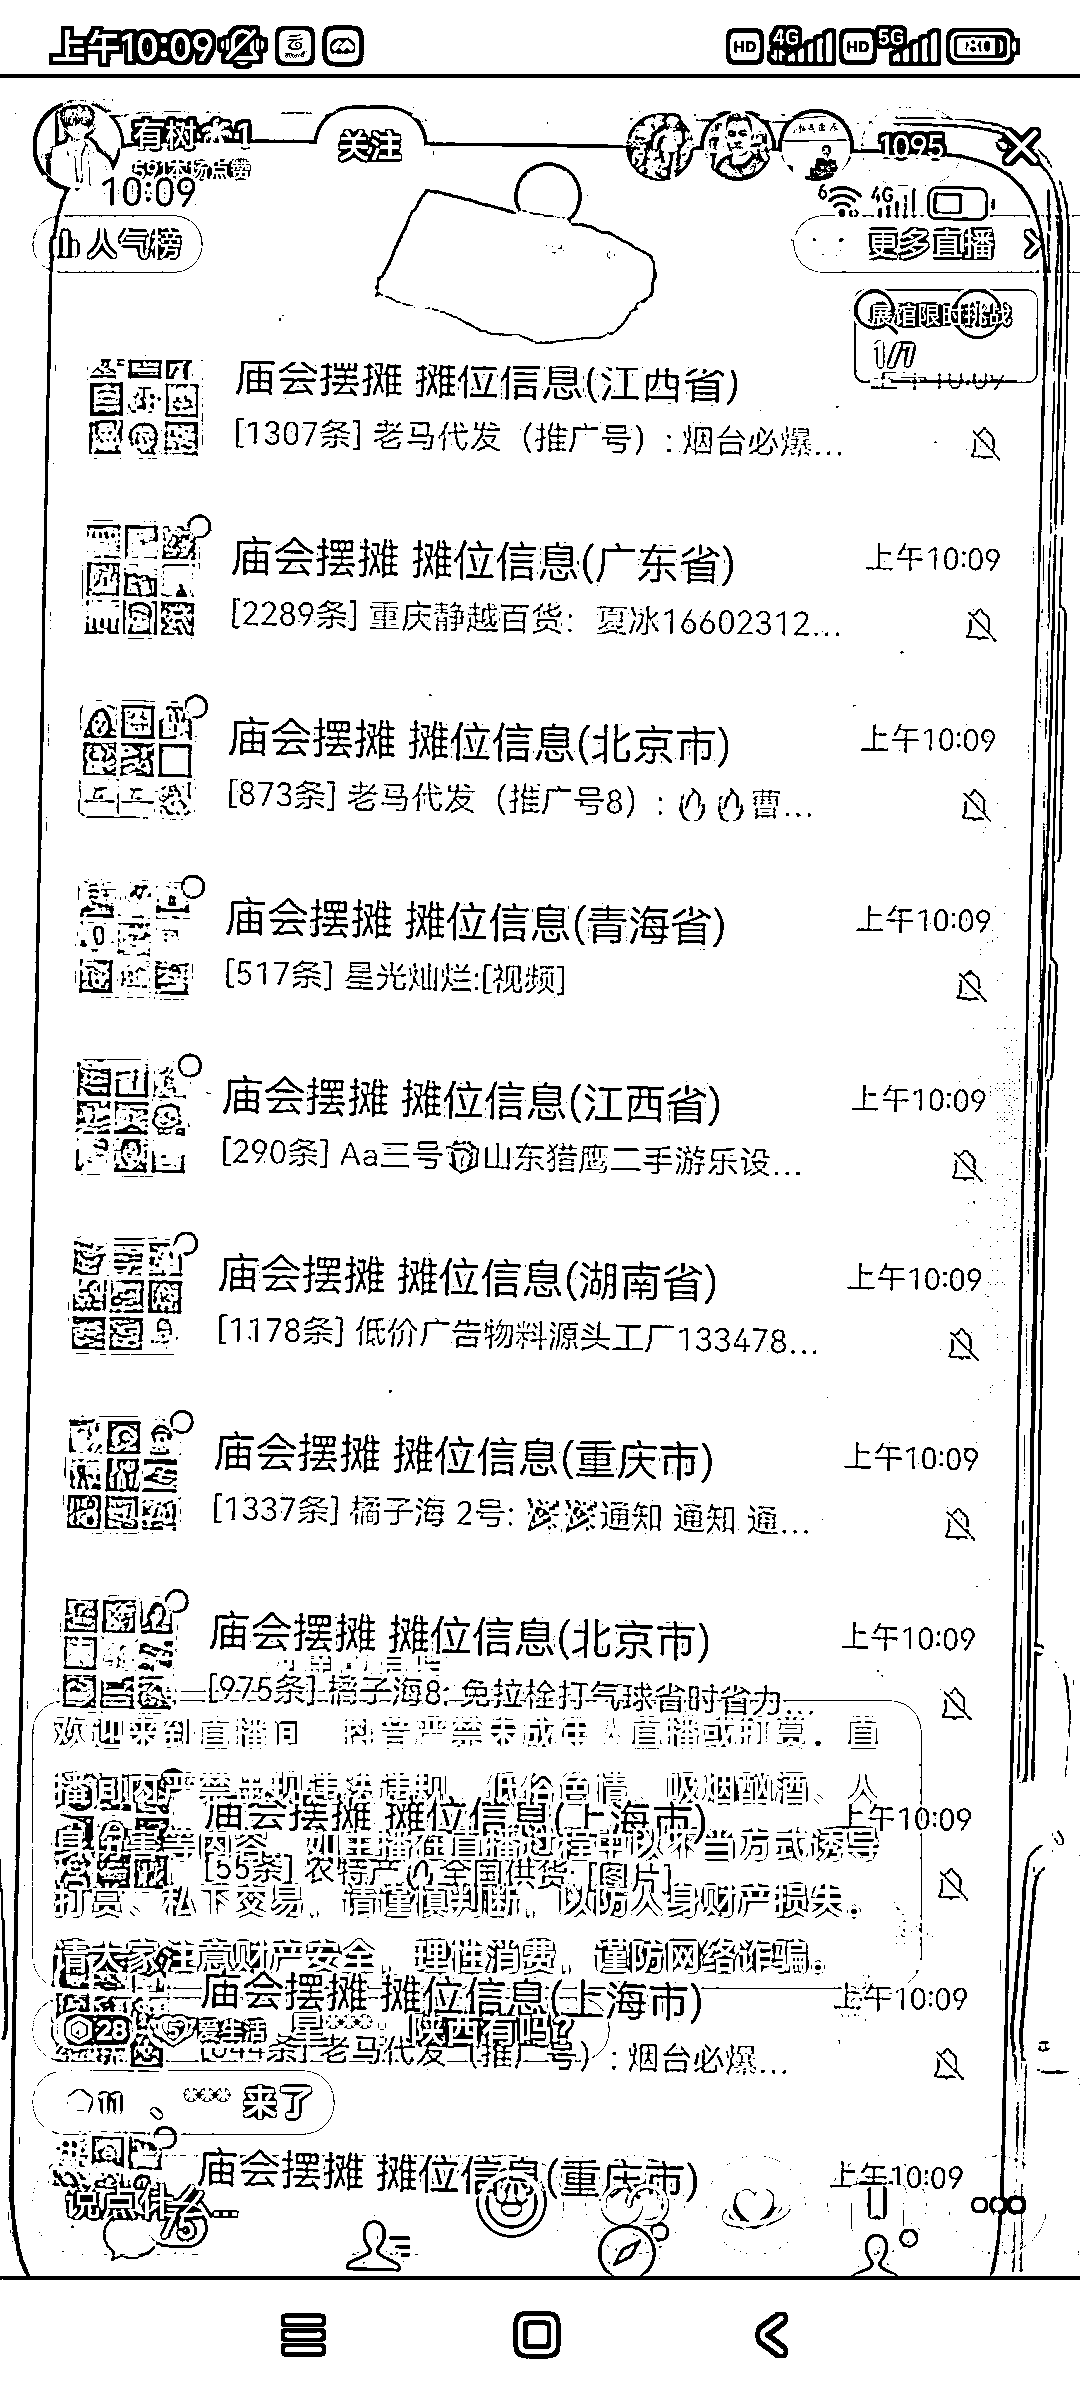 上午10:09
HD 4G HD 5G
有树木1
关注
1095
591本场点赞
10:09
6 4G
人气榜
更多直播
展馆限时挑战
1/7
上午10:09
庙会摆摊 摊位信息(江西省)
[1307条] 老马代发（推广号）: 烟台必爆...
庙会摆摊 摊位信息(广东省)
上午10:09
[2289条] 重庆静越百货: 夏冰16602312...
庙会摆摊 摊位信息(北京市)
上午10:09
[873条] 老马代发（推广号8）: 曹...
庙会摆摊 摊位信息(青海省)
上午10:09
[517条] 星光灿烂:[视频]
庙会摆摊 摊位信息(江西省)
上午10:09
[290条] Aa三号 山东猎鹰二手游乐设...
庙会摆摊 摊位信息(湖南省)
上午10:09
[1178条] 低价广告物料源头工厂133478...
庙会摆摊 摊位信息(重庆市)
上午10:09
[1337条] 橘子海 2号: 通知 通知 通...
庙会摆摊 摊位信息(北京市)
上午10:09
[975条] 橘子海8: 免拉栓打气球省时省力...
欢迎来到直播间 抖音严禁未成年人直播或打赏。直
播间内严禁出现违法违规、低俗色情、吸烟酗酒、人
庙会摆摊 摊位信息(上海市)
上午10:09
身伤害等内容。如主播在直播过程中以不当方式诱导
[55条] 农特产 全国供货: [图片]
打赏、私下交易，请谨慎判断，以防人身财产损失。
请大家注意财产安全，理性消费，谨防网络诈骗。
庙会摆摊 摊位信息(上海市)
上午10:09
28 57 爱生活 星***: 陕西有吗?
老马代发（推广号）: 烟台必爆...
11 、*** 来了
庙会摆摊 摊位信息(重庆市)
上午10:09
说点什么...
75